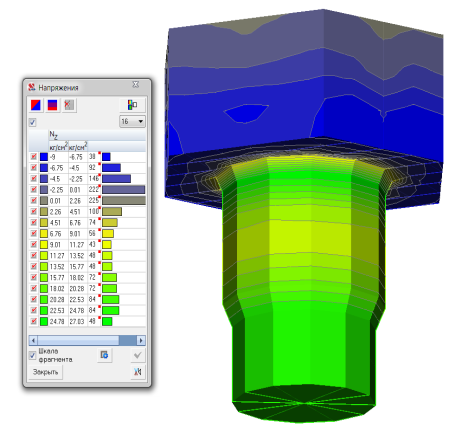 Напряжения
16
Nz
кг/см² кг/см²
-9 -6.75 38
-6.75 -4.5 92
-4.5 -2.25 146
-2.25 0.01 222
0.01 2.26 225
2.26 4.51 100
4.51 6.76 74
6.76 9.01 56
9.01 11.27 43
11.27 13.52 48
13.52 15.77 48
15.77 18.02 72
18.02 20.28 72
20.28 22.53 84
22.53 24.78 84
24.78 27.03 48
Шкала
фрагмента
Закрыть